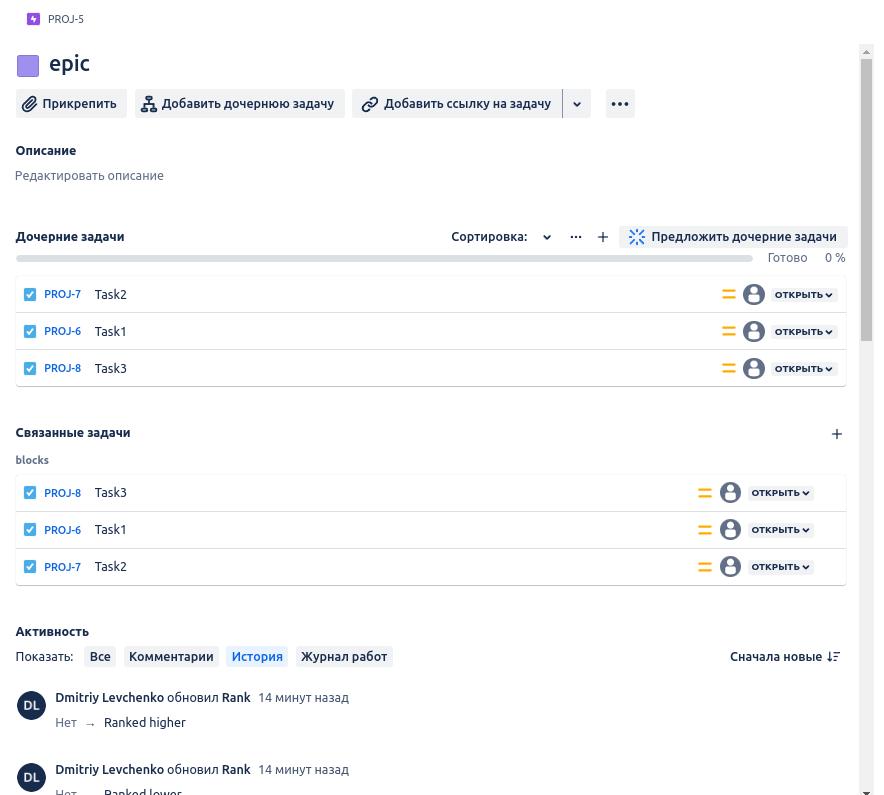 PROJ-5
epic
Прикрепить Добавить дочернюю задачу Добавить ссылку на задачу
Описание
Редактировать описание
Дочерние задачи Сортировка: Предложить дочерние задачи
Готово 0 %
PROJ-7 Task2 ОТКРЫТЬ
PROJ-6 Task1 ОТКРЫТЬ
PROJ-8 Task3 ОТКРЫТЬ
Связанные задачи
blocks
PROJ-8 Task3 ОТКРЫТЬ
PROJ-6 Task1 ОТКРЫТЬ
PROJ-7 Task2 ОТКРЫТЬ
Активность
Показать: Все Комментарии История Журнал работ Сначала новые
DL Dmitriy Levchenko обновил Rank 14 минут назад
Нет → Ranked higher
DL Dmitriy Levchenko обновил Rank 14 минут назад
Нет → Ranked lower